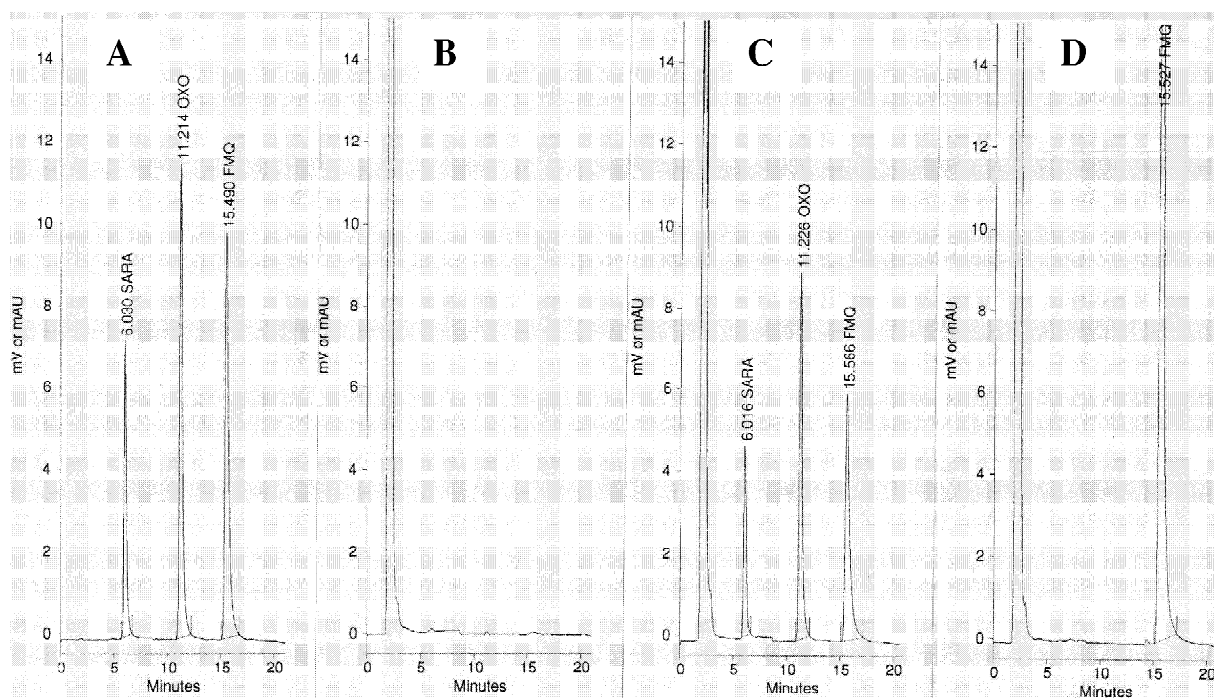 A
14
12
10
8
6
4
2
0
mV or mAU
.030 SARA
1.214 OXO
15.490 FMQ
0 5 10 15 20
Minutes
B
14
12
10
8
6
4
2
0
mV or mAU
0 5 10 15 20
Minutes
C
14
12
10
8
6
4
2
0
mV or mAU
6.016 SARA
11.226 OXO
15.566 FMQ
0 5 10 15 20
Minutes
D
14
12
10
8
6
4
2
0
mV or mAU
15.527 FMQ
0 5 10 15 20
Minutes